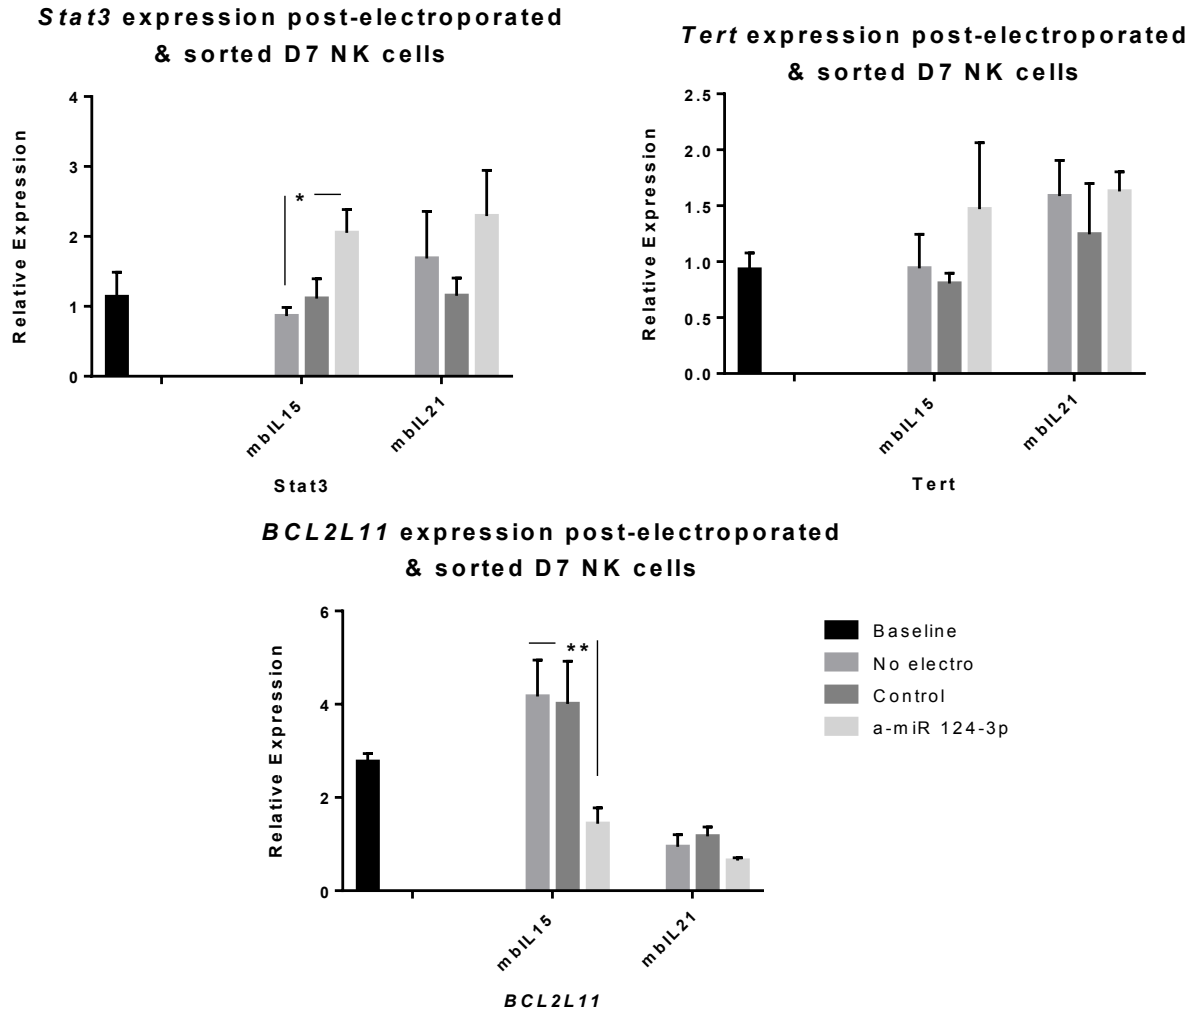 Stat3 expression post-electroporated
& sorted D7 NK cells
Relative Expression
4
3
2
1
0
*
mbIL15
mbIL21
Stat3
Tert expression post-electroporated
& sorted D7 NK cells
Relative Expression
2.5
2.0
1.5
1.0
0.5
0.0
mbIL15
mbIL21
Tert
BCL2L11 expression post-electroporated
& sorted D7 NK cells
Relative Expression
6
4
2
0
**
mbIL15
mbIL21
BCL2L11
Baseline
No electro
Control
a-miR 124-3p